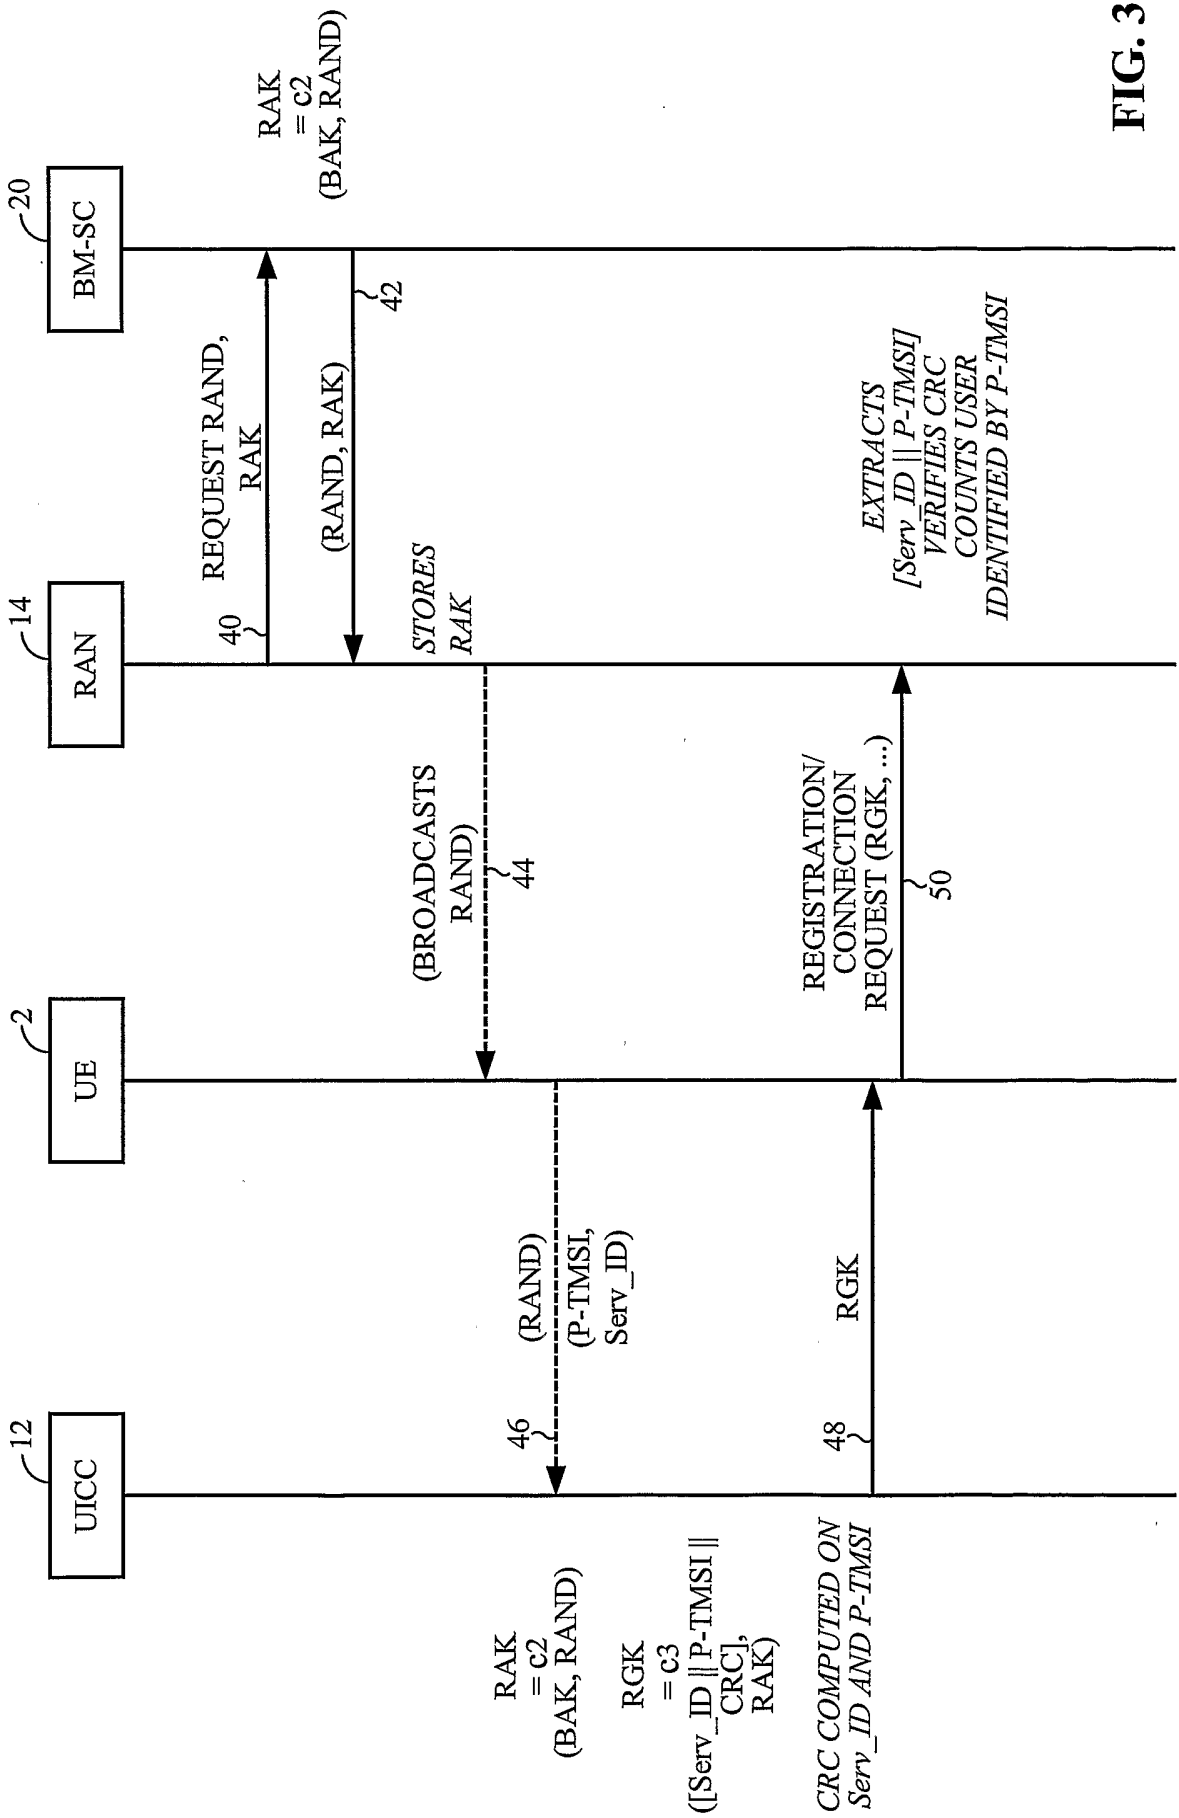 12
UICC
2
UE
14
RAN
20
BM-SC
REQUEST RAND,
RAK
40
RAK
= c2
(BAK, RAND)
(RAND, RAK)
42
STORES
RAK
(BROADCASTS
RAND)
44
RAK
= c2
(BAK, RAND)
46
(RAND)
(P-TMSI,
Serv_ID)
RGK
= c3
([Serv_ID || P-TMSI ||
CRC],
RAK)
CRC COMPUTED ON
Serv_ID AND P-TMSI
48
RGK
REGISTRATION/
CONNECTION
REQUEST (RGK, ...)
50
EXTRACTS
[Serv_ID || P-TMSI]
VERIFIES CRC
COUNTS USER
IDENTIFIED BY P-TMSI
FIG. 3